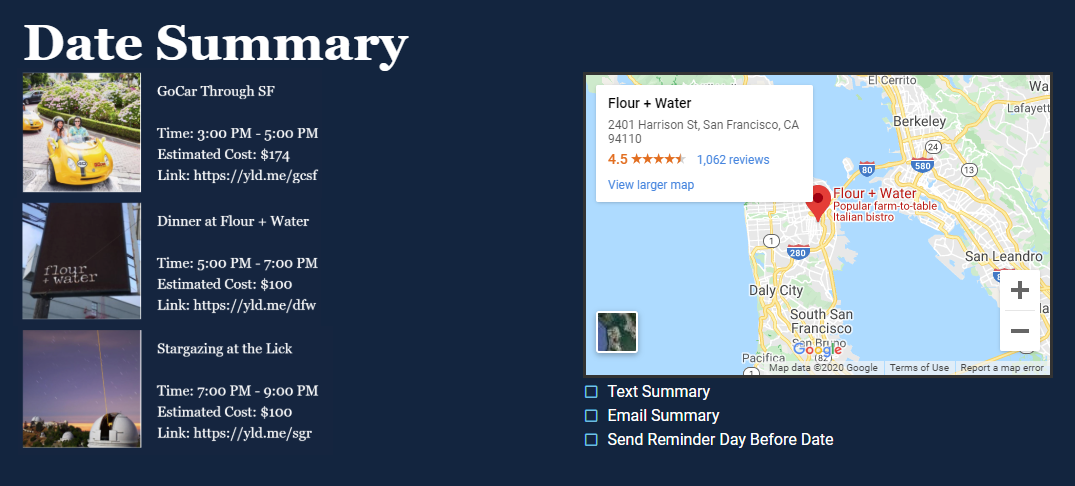 Date Summary
GoCar Through SF
Time: 3:00 PM - 5:00 PM
Estimated Cost: $174
Link: https://yld.me/gcsf
flour
+ water
Dinner at Flour + Water
Time: 5:00 PM - 7:00 PM
Estimated Cost: $100
Link: https://yld.me/dfw
Stargazing at the Lick
Time: 7:00 PM - 9:00 PM
Estimated Cost: $100
Link: https://yld.me/sgr
Flour + Water
2401 Harrison St, San Francisco, CA
94110
4.5 1,062 reviews
View larger map
El Cerrito
Wa
Lafayett
Berkeley
24
80
580
13
Flour + Water
Popular farm-to-table
Italian bistro
1
280
San Leandro
Daly City
South San
Francisco
San Bruno
Google
(82)
Pacifica
1
Map data ©2020 Google
Terms of Use
Report a map error
Text Summary
Email Summary
Send Reminder Day Before Date